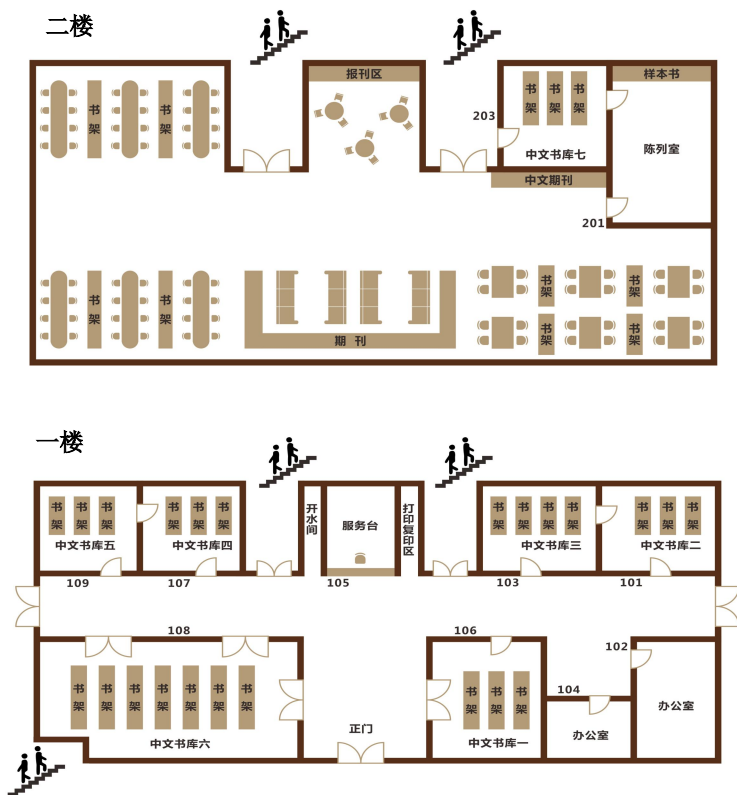 二楼
报刊区
样本书
书架
书架
书架
书架
书架
203
中文书库七
陈列室
中文期刊
201
书架
书架
书架
书架
期刊
书架
书架
一楼
书架
书架
书架
书架
书架
书架
开水间
服务台
打印复印区
书架
书架
书架
书架
书架
书架
书架
中文书库五
中文书库四
中文书库三
中文书库二
109
107
105
103
101
108
106
102
104
书架
书架
书架
书架
书架
书架
书架
书架
书架
书架
办公室
正门
中文书库六
中文书库一
办公室